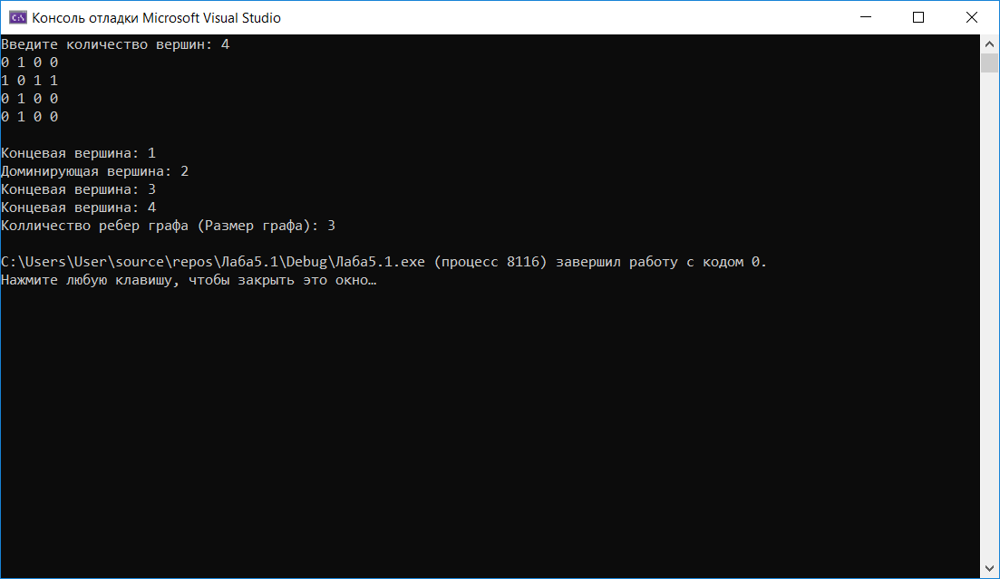 Консоль отладки Microsoft Visual Studio
Введите количество вершин: 4
0 1 0 0
1 0 1 1
0 1 0 0
0 1 0 0
Концевая вершина: 1
Доминирующая вершина: 2
Концевая вершина: 3
Концевая вершина: 4
Колличество ребер графа (Размер графа): 3
C:\Users\User\source\repos\Лаба5.1\Debug\Лаба5.1.exe (процесс 8116) завершил работу с кодом 0.
Нажмите любую клавишу, чтобы закрыть это окно…